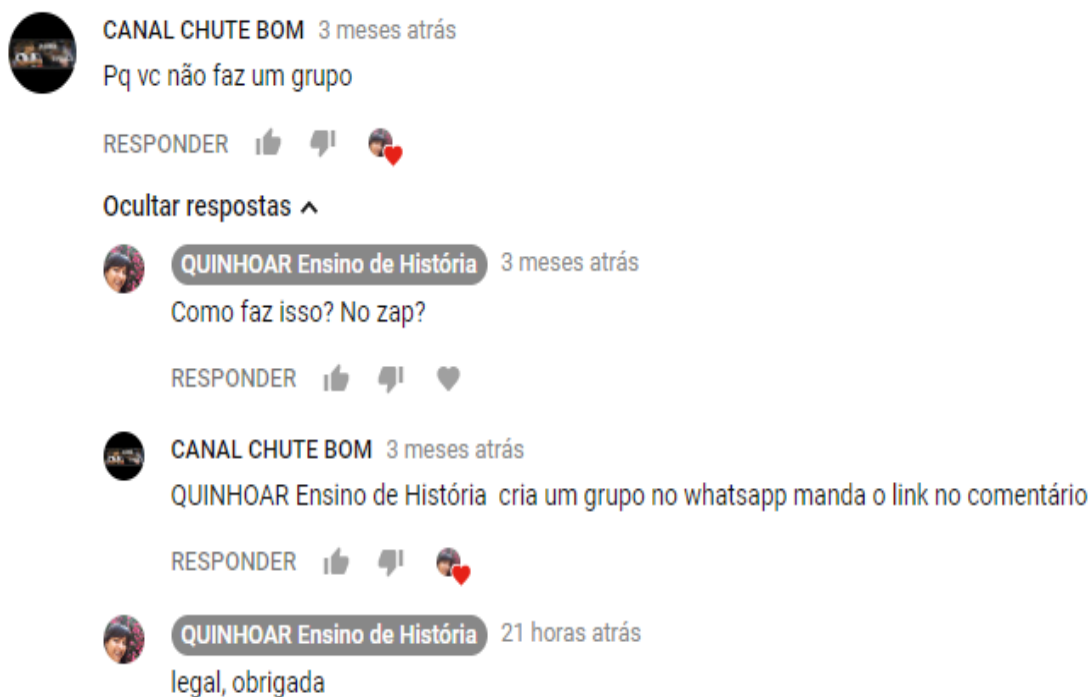 CANAL CHUTE BOM 3 meses atrás
Pq vc não faz um grupo
RESPONDER
Ocultar respostas
QUINHOAR Ensino de História 3 meses atrás
Como faz isso? No zap?
RESPONDER
CANAL CHUTE BOM 3 meses atrás
QUINHOAR Ensino de História cria um grupo no whatsapp manda o link no comentário
RESPONDER
QUINHOAR Ensino de História 21 horas atrás
legal, obrigada